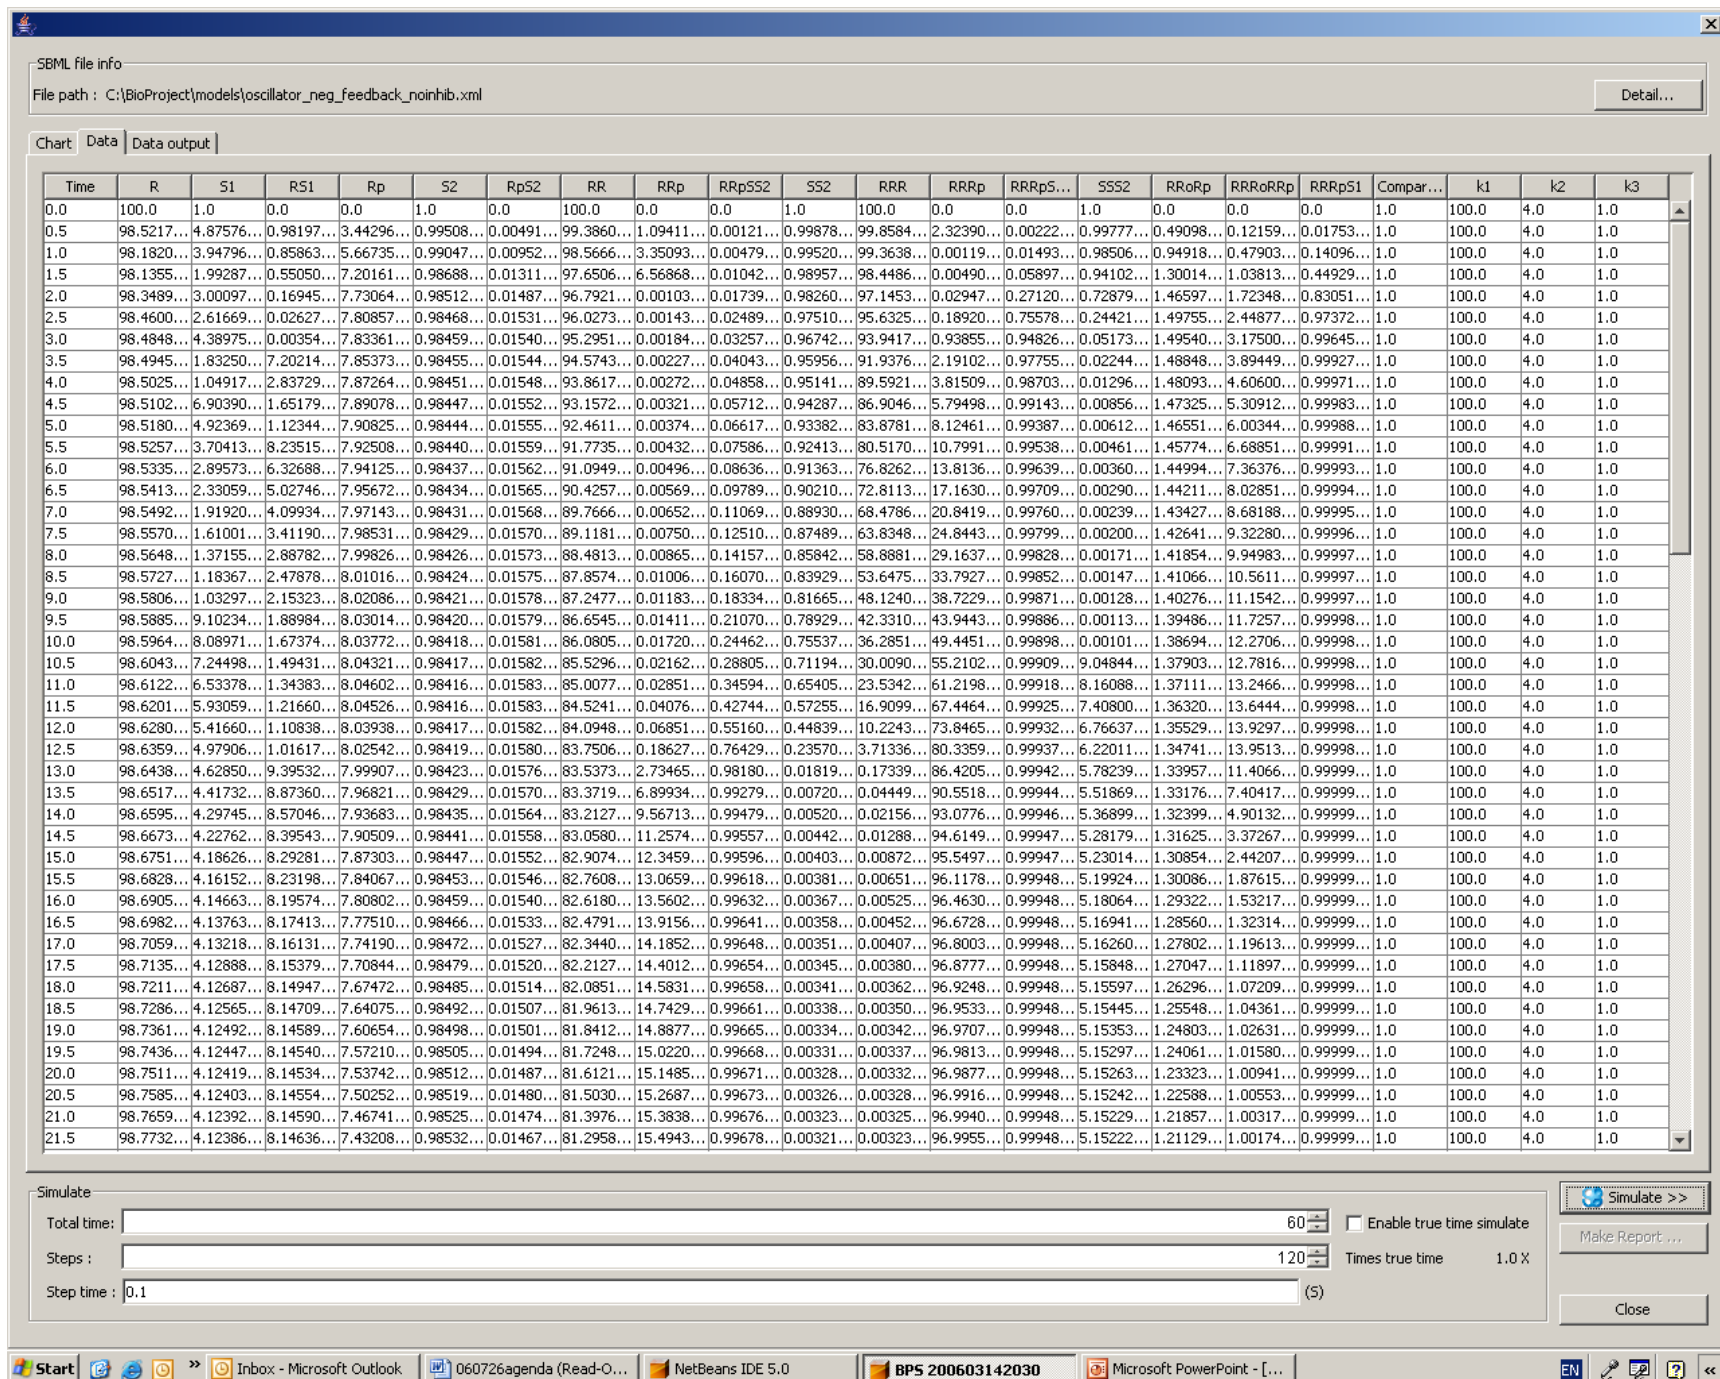 SBML file info
File path : C:\BioProject\models\oscillator_neg_feedback_noinhib.xml
Detail...
Chart Data Data output
Time R S1 RS1 Rp S2 RpS2 RR RRp RRpSS2 SS2 RRR RRRp RRRpS... SSS2 RRoRp RRRoRRp RRRpS1 Compar... k1 k2 k3
0.0 100.0 1.0 0.0 0.0 1.0 0.0 100.0 0.0 0.0 1.0 100.0 0.0 0.0 1.0 0.0 0.0 0.0 1.0 100.0 4.0 1.0
0.5 98.5217... 4.87576... 0.98197... 3.44296... 0.99508... 0.00491... 99.3860... 1.09411... 0.00121... 0.99878... 99.8584... 2.32390... 0.00222... 0.99777... 0.49098... 0.12159... 0.01753... 1.0 100.0 4.0 1.0
1.0 98.1820... 3.94796... 0.85863... 5.66735... 0.99047... 0.00952... 98.5666... 3.35093... 0.00479... 0.99520... 99.3638... 0.00119... 0.01493... 0.98506... 0.94918... 0.47903... 0.14096... 1.0 100.0 4.0 1.0
1.5 98.1355... 1.99287... 0.55050... 7.20161... 0.98688... 0.01311... 97.6506... 6.56868... 0.01042... 0.98957... 98.4486... 0.00490... 0.05897... 0.94102... 1.30014... 1.03813... 0.44929... 1.0 100.0 4.0 1.0
2.0 98.3489... 3.00097... 0.16945... 7.73064... 0.98512... 0.01487... 96.7921... 0.00103... 0.01739... 0.98260... 97.1453... 0.02947... 0.27120... 0.72879... 1.46597... 1.72348... 0.83051... 1.0 100.0 4.0 1.0
2.5 98.4600... 2.61669... 0.02627... 7.80857... 0.98468... 0.01531... 96.0273... 0.00143... 0.02489... 0.97510... 95.6325... 0.18920... 0.75578... 0.24421... 1.49755... 2.44877... 0.97372... 1.0 100.0 4.0 1.0
3.0 98.4848... 4.38975... 0.00354... 7.83361... 0.98459... 0.01540... 95.2951... 0.00184... 0.03257... 0.96742... 93.9417... 0.93855... 0.94826... 0.05173... 1.49540... 3.17500... 0.99645... 1.0 100.0 4.0 1.0
3.5 98.4945... 1.83250... 7.20214... 7.85373... 0.98455... 0.01544... 94.5743... 0.00227... 0.04043... 0.95956... 91.9376... 2.19102... 0.97755... 0.02244... 1.48848... 3.89449... 0.99927... 1.0 100.0 4.0 1.0
4.0 98.5025... 1.04917... 2.83729... 7.87264... 0.98451... 0.01548... 93.8617... 0.00272... 0.04858... 0.95141... 89.5921... 3.81509... 0.98703... 0.01296... 1.48093... 4.60600... 0.99971... 1.0 100.0 4.0 1.0
4.5 98.5102... 6.90390... 1.65179... 7.89078... 0.98447... 0.01552... 93.1572... 0.00321... 0.05712... 0.94287... 86.9046... 5.79498... 0.99143... 0.00856... 1.47325... 5.30912... 0.99983... 1.0 100.0 4.0 1.0
5.0 98.5180... 4.92369... 1.12344... 7.90825... 0.98444... 0.01555... 92.4611... 0.00374... 0.06617... 0.93382... 83.8781... 8.12461... 0.99387... 0.00612... 1.46551... 6.00344... 0.99988... 1.0 100.0 4.0 1.0
5.5 98.5257... 3.70413... 8.23515... 7.92508... 0.98440... 0.01559... 91.7735... 0.00432... 0.07586... 0.92413... 80.5170... 10.7991... 0.99538... 0.00461... 1.45774... 6.68851... 0.99991... 1.0 100.0 4.0 1.0
6.0 98.5335... 2.89573... 6.32688... 7.94125... 0.98437... 0.01562... 91.0949... 0.00496... 0.08636... 0.91363... 76.8262... 13.8136... 0.99639... 0.00360... 1.44994... 7.36376... 0.99993... 1.0 100.0 4.0 1.0
6.5 98.5413... 2.33059... 5.02746... 7.95672... 0.98434... 0.01565... 90.4257... 0.00569... 0.09789... 0.90210... 72.8113... 17.1630... 0.99709... 0.00290... 1.44211... 8.02851... 0.99994... 1.0 100.0 4.0 1.0
7.0 98.5492... 1.91920... 4.09934... 7.97143... 0.98431... 0.01568... 89.7666... 0.00652... 0.11069... 0.88930... 68.4786... 20.8419... 0.99760... 0.00239... 1.43427... 8.68188... 0.99995... 1.0 100.0 4.0 1.0
7.5 98.5570... 1.61001... 3.41190... 7.98531... 0.98429... 0.01570... 89.1181... 0.00750... 0.12510... 0.87489... 63.8348... 24.8443... 0.99799... 0.00200... 1.42641... 9.32280... 0.99996... 1.0 100.0 4.0 1.0
8.0 98.5648... 1.37155... 2.88782... 7.99826... 0.98426... 0.01573... 88.4813... 0.00865... 0.14157... 0.85842... 58.8881... 29.1637... 0.99828... 0.00171... 1.41854... 9.94983... 0.99997... 1.0 100.0 4.0 1.0
8.5 98.5727... 1.18367... 2.47878... 8.01016... 0.98424... 0.01575... 87.8574... 0.01006... 0.16070... 0.83929... 53.6475... 33.7927... 0.99852... 0.00147... 1.41066... 10.5611... 0.99997... 1.0 100.0 4.0 1.0
9.0 98.5806... 1.03297... 2.15323... 8.02086... 0.98421... 0.01578... 87.2477... 0.01183... 0.18334... 0.81665... 48.1240... 38.7229... 0.99871... 0.00128... 1.40276... 11.1542... 0.99997... 1.0 100.0 4.0 1.0
9.5 98.5885... 9.10234... 1.88984... 8.03014... 0.98420... 0.01579... 86.6545... 0.01411... 0.21070... 0.78929... 42.3310... 43.9443... 0.99886... 0.00113... 1.39486... 11.7257... 0.99998... 1.0 100.0 4.0 1.0
10.0 98.5964... 8.08971... 1.67374... 8.03772... 0.98418... 0.01581... 86.0805... 0.01720... 0.24462... 0.75537... 36.2851... 49.4451... 0.99898... 0.00101... 1.38694... 12.2706... 0.99998... 1.0 100.0 4.0 1.0
10.5 98.6043... 7.24498... 1.49431... 8.04321... 0.98417... 0.01582... 85.5296... 0.02162... 0.28805... 0.71194... 30.0090... 55.2102... 0.99909... 9.04844... 1.37903... 12.7816... 0.99998... 1.0 100.0 4.0 1.0
11.0 98.6122... 6.53378... 1.34383... 8.04602... 0.98416... 0.01583... 85.0077... 0.02851... 0.34594... 0.65405... 23.5342... 61.2198... 0.99918... 8.16088... 1.37111... 13.2466... 0.99998... 1.0 100.0 4.0 1.0
11.5 98.6201... 5.93059... 1.21660... 8.04526... 0.98416... 0.01583... 84.5241... 0.04076... 0.42744... 0.57255... 16.9099... 67.4464... 0.99925... 7.40800... 1.36320... 13.6444... 0.99998... 1.0 100.0 4.0 1.0
12.0 98.6280... 5.41660... 1.10838... 8.03938... 0.98417... 0.01582... 84.0948... 0.06851... 0.55160... 0.44839... 10.2243... 73.8465... 0.99932... 6.76637... 1.35529... 13.9297... 0.99998... 1.0 100.0 4.0 1.0
12.5 98.6359... 4.97906... 1.01617... 8.02542... 0.98419... 0.01580... 83.7506... 0.18627... 0.76429... 0.23570... 3.71336... 80.3359... 0.99937... 6.22011... 1.34741... 13.9513... 0.99998... 1.0 100.0 4.0 1.0
13.0 98.6438... 4.62850... 9.39532... 7.99907... 0.98423... 0.01576... 83.5373... 2.73465... 0.98180... 0.01819... 0.17339... 86.4205... 0.99942... 5.78239... 1.33957... 11.4066... 0.99999... 1.0 100.0 4.0 1.0
13.5 98.6517... 4.41732... 8.87360... 7.96821... 0.98429... 0.01570... 83.3719... 6.89934... 0.99279... 0.00720... 0.04449... 90.5518... 0.99944... 5.51869... 1.33176... 7.40417... 0.99999... 1.0 100.0 4.0 1.0
14.0 98.6595... 4.29745... 8.57046... 7.93683... 0.98435... 0.01564... 83.2127... 9.56713... 0.99479... 0.00520... 0.02156... 93.0776... 0.99946... 5.36899... 1.32399... 4.90132... 0.99999... 1.0 100.0 4.0 1.0
14.5 98.6673... 4.22762... 8.39543... 7.90509... 0.98441... 0.01558... 83.0580... 11.2574... 0.99557... 0.00442... 0.01288... 94.6149... 0.99947... 5.28179... 1.31625... 3.37267... 0.99999... 1.0 100.0 4.0 1.0
15.0 98.6751... 4.18626... 8.29281... 7.87303... 0.98447... 0.01552... 82.9074... 12.3459... 0.99596... 0.00403... 0.00872... 95.5497... 0.99947... 5.23014... 1.30854... 2.44207... 0.99999... 1.0 100.0 4.0 1.0
15.5 98.6828... 4.16152... 8.23198... 7.84067... 0.98453... 0.01546... 82.7608... 13.0659... 0.99618... 0.00381... 0.00651... 96.1178... 0.99948... 5.19924... 1.30086... 1.87615... 0.99999... 1.0 100.0 4.0 1.0
16.0 98.6905... 4.14663... 8.19574... 7.80802... 0.98459... 0.01540... 82.6180... 13.5602... 0.99632... 0.00367... 0.00525... 96.4630... 0.99948... 5.18064... 1.29322... 1.53217... 0.99999... 1.0 100.0 4.0 1.0
16.5 98.6982... 4.13763... 8.17413... 7.77510... 0.98466... 0.01533... 82.4791... 13.9156... 0.99641... 0.00358... 0.00452... 96.6728... 0.99948... 5.16941... 1.28560... 1.32314... 0.99999... 1.0 100.0 4.0 1.0
17.0 98.7059... 4.13218... 8.16131... 7.74190... 0.98472... 0.01527... 82.3440... 14.1852... 0.99648... 0.00351... 0.00407... 96.8003... 0.99948... 5.16260... 1.27802... 1.19613... 0.99999... 1.0 100.0 4.0 1.0
17.5 98.7135... 4.12888... 8.15379... 7.70844... 0.98479... 0.01520... 82.2127... 14.4012... 0.99654... 0.00345... 0.00380... 96.8777... 0.99948... 5.15848... 1.27047... 1.11897... 0.99999... 1.0 100.0 4.0 1.0
18.0 98.7211... 4.12687... 8.14947... 7.67472... 0.98485... 0.01514... 82.0851... 14.5831... 0.99658... 0.00341... 0.00362... 96.9248... 0.99948... 5.15597... 1.26296... 1.07209... 0.99999... 1.0 100.0 4.0 1.0
18.5 98.7286... 4.12565... 8.14709... 7.64075... 0.98492... 0.01507... 81.9613... 14.7429... 0.99661... 0.00338... 0.00350... 96.9533... 0.99948... 5.15445... 1.25548... 1.04361... 0.99999... 1.0 100.0 4.0 1.0
19.0 98.7361... 4.12492... 8.14589... 7.60654... 0.98498... 0.01501... 81.8412... 14.8877... 0.99665... 0.00334... 0.00342... 96.9707... 0.99948... 5.15353... 1.24803... 1.02631... 0.99999... 1.0 100.0 4.0 1.0
19.5 98.7436... 4.12447... 8.14540... 7.57210... 0.98505... 0.01494... 81.7248... 15.0220... 0.99668... 0.00331... 0.00337... 96.9813... 0.99948... 5.15297... 1.24061... 1.01580... 0.99999... 1.0 100.0 4.0 1.0
20.0 98.7511... 4.12419... 8.14534... 7.53742... 0.98512... 0.01487... 81.6121... 15.1485... 0.99671... 0.00328... 0.00332... 96.9877... 0.99948... 5.15263... 1.23323... 1.00941... 0.99999... 1.0 100.0 4.0 1.0
20.5 98.7585... 4.12403... 8.14554... 7.50252... 0.98519... 0.01480... 81.5030... 15.2687... 0.99673... 0.00326... 0.00328... 96.9916... 0.99948... 5.15242... 1.22588... 1.00553... 0.99999... 1.0 100.0 4.0 1.0
21.0 98.7659... 4.12392... 8.14590... 7.46741... 0.98525... 0.01474... 81.3976... 15.3838... 0.99676... 0.00323... 0.00325... 96.9940... 0.99948... 5.15229... 1.21857... 1.00317... 0.99999... 1.0 100.0 4.0 1.0
21.5 98.7732... 4.12386... 8.14636... 7.43208... 0.98532... 0.01467... 81.2958... 15.4943... 0.99678... 0.00321... 0.00323... 96.9955... 0.99948... 5.15222... 1.21129... 1.00174... 0.99999... 1.0 100.0 4.0 1.0
Simulate
Simulate >>
Total time: 60 Enable true time simulate
Make Report ...
Steps : 120 Times true time 1.0 X
Step time : 0.1 (S)
Close
Start » Inbox - Microsoft Outlook 060726agenda (Read-O... NetBeans IDE 5.0 BPS 200603142030 Microsoft PowerPoint - [... EN «